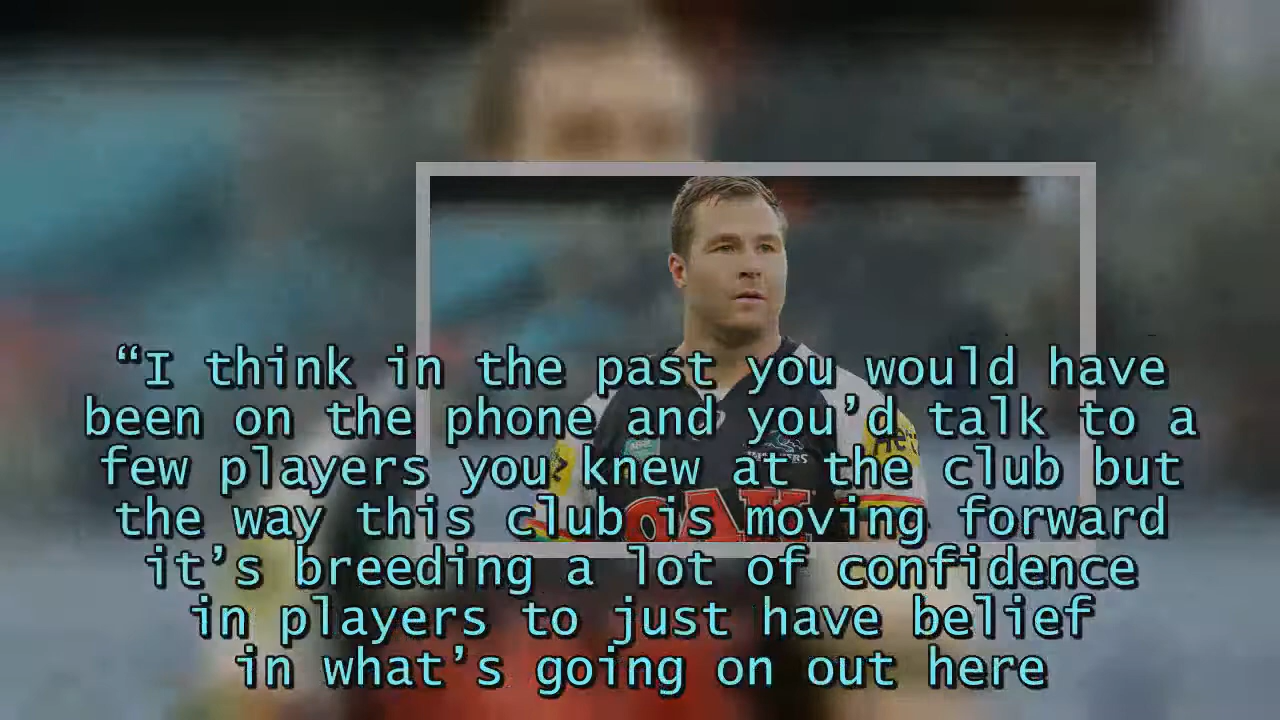 “I think in the past you would have
been on the phone and you’d talk to a
few players you knew at the club but
the way this club is moving forward
it’s breeding a lot of confidence
in players to just have belief
in what’s going on out here
OAK